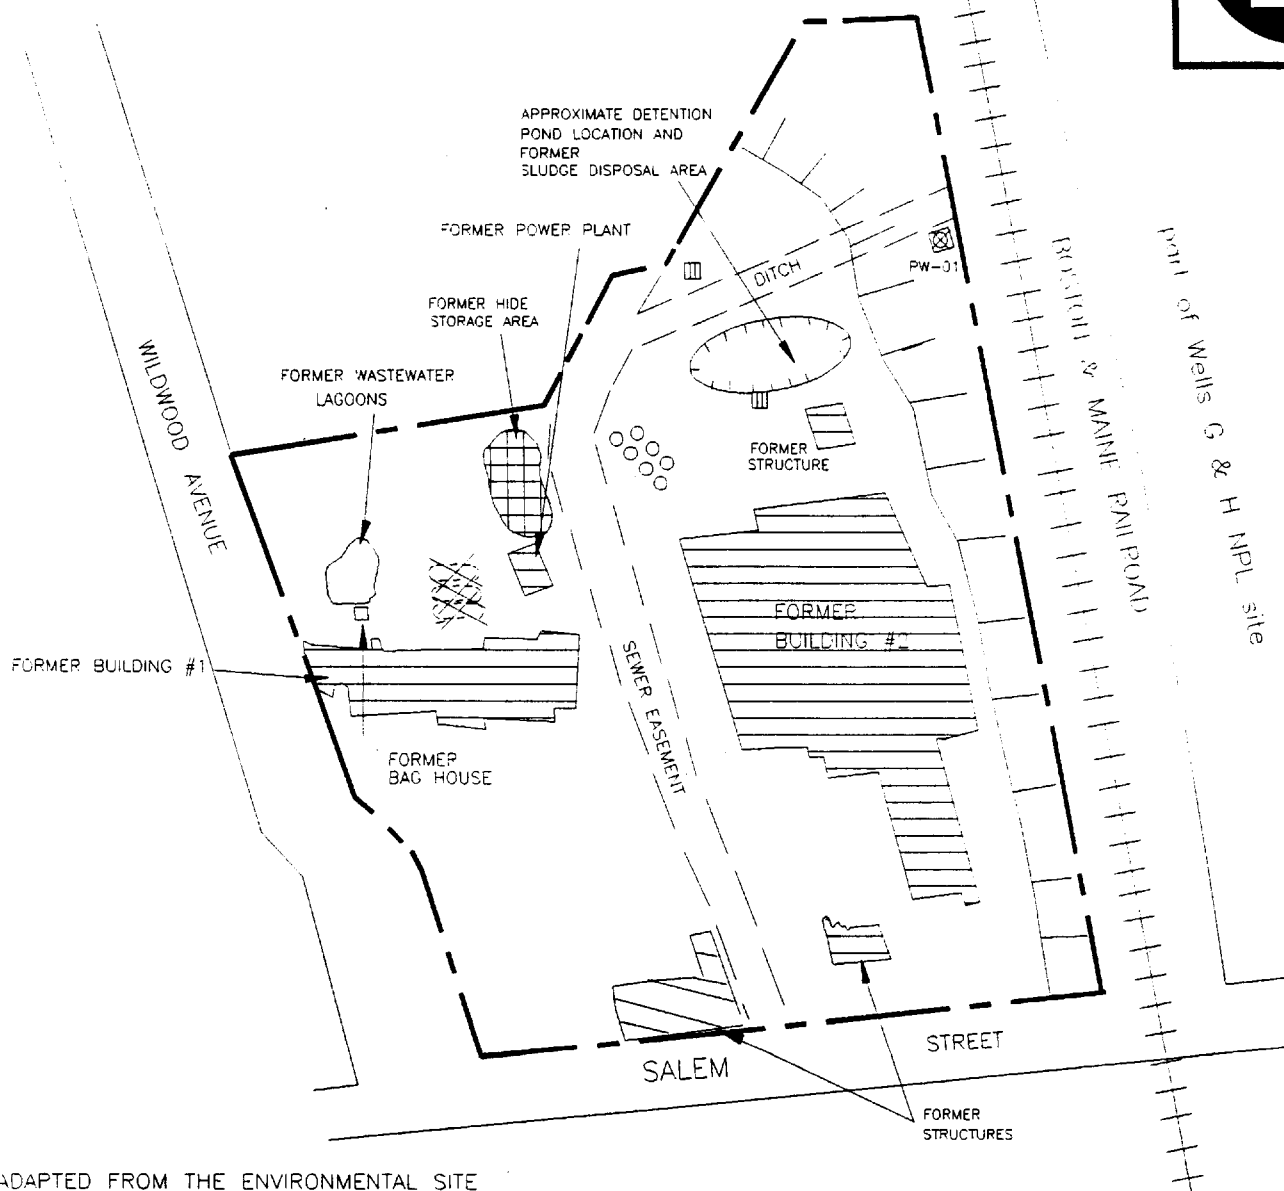 APPROXIMATE DETENTION
POND LOCATION AND
FORMER
SLUDGE DISPOSAL AREA
FORMER POWER PLANT
DITCH
PW-01
FORMER HIDE
STORAGE AREA
FORMER WASTEWATER
LAGOONS
WILDWOOD AVENUE
BOSTON & MAINE RAILROAD
part of Wells G & H NPL site
FORMER
STRUCTURE
FORMER
BUILDING #2
FORMER BUILDING #1
SEWER EASEMENT
FORMER
BAG HOUSE
SALEM STREET
FORMER
STRUCTURES
ADAPTED FROM THE ENVIRONMENTAL SITE